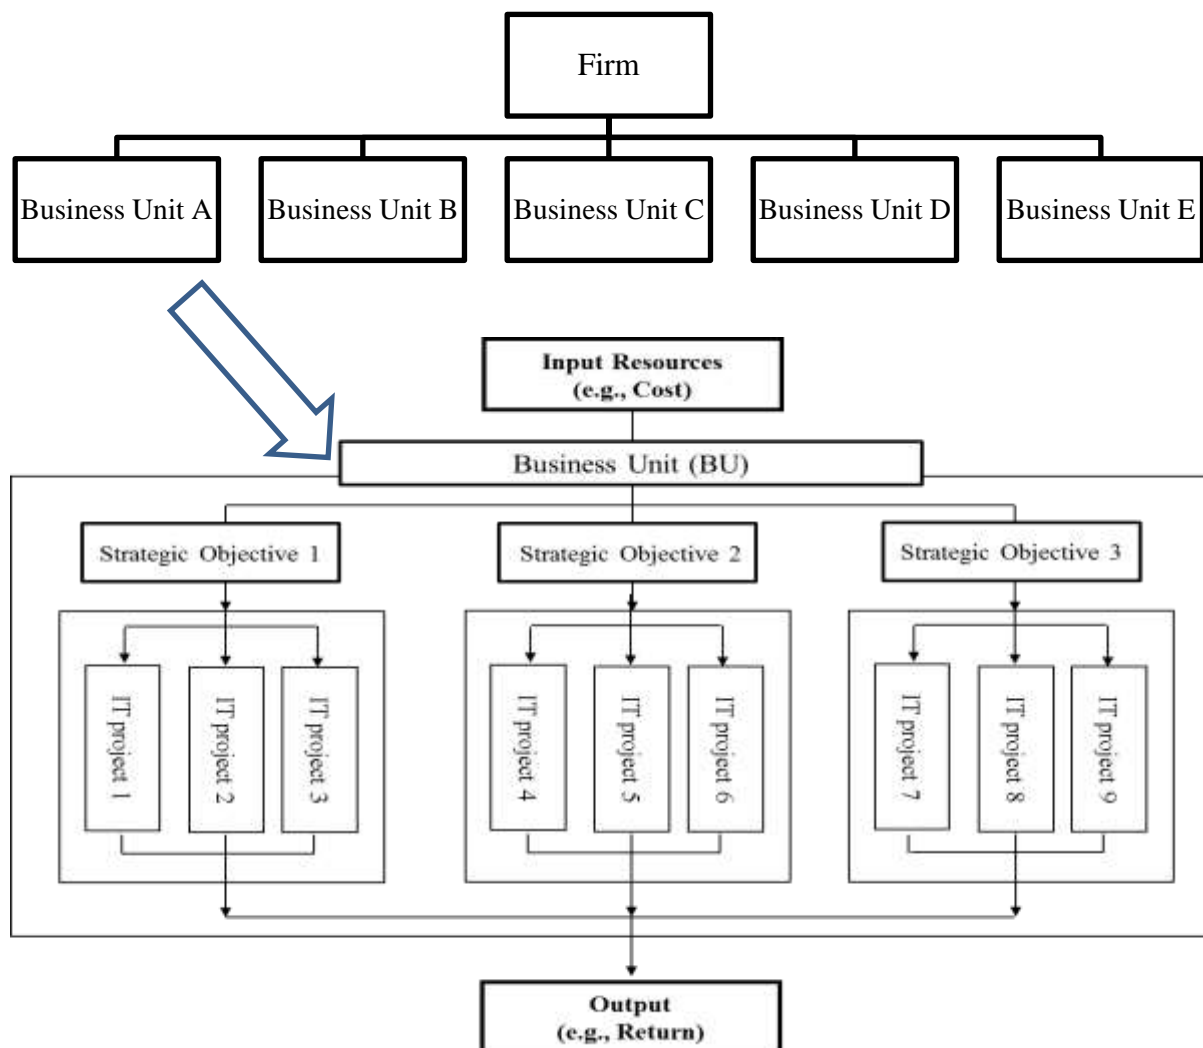 Firm
Business Unit A
Business Unit B
Business Unit C
Business Unit D
Business Unit E
Input Resources
(e.g., Cost)
Business Unit (BU)
Strategic Objective 1
Strategic Objective 2
Strategic Objective 3
IT project 1
IT project 2
IT project 3
IT project 4
IT project 5
IT project 6
IT project 7
IT project 8
IT project 9
Output
(e.g., Return)